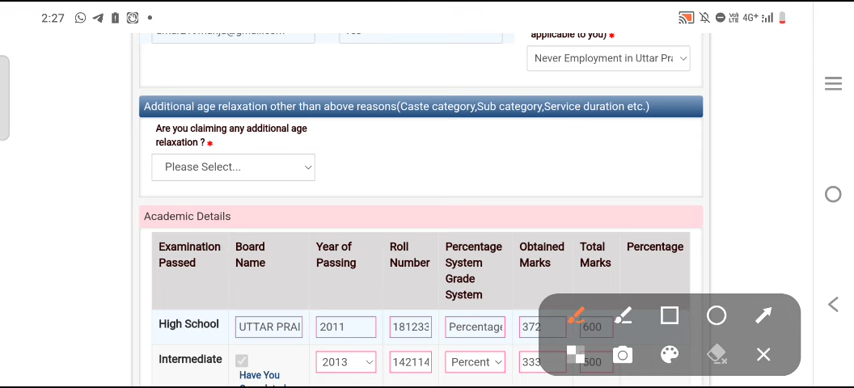 2:27
4G+
applicable to you) *
Never Employment in Uttar Pra
Additional age relaxation other than above reasons(Caste category,Sub category,Service duration etc.)
Are you claiming any additional age
relaxation ? *
Please Select...
Academic Details
Examination Passed Board Name Year of Passing Roll Number Percentage System Grade System Obtained Marks Total Marks Percentage
High School UTTAR PRAI 2011 181233 Percentage 372 600
Intermediate 2013 142114 Percent 333 500
Have You